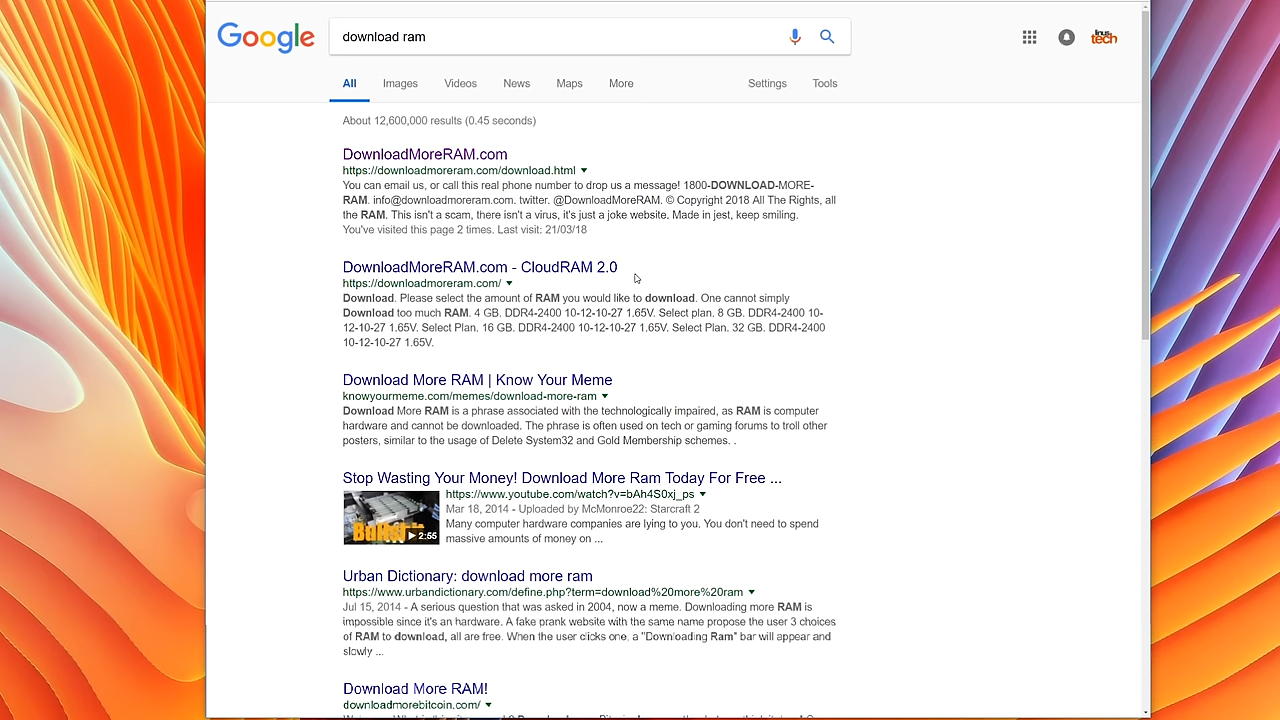 Google
download ram
linus
tech
All Images Videos News Maps More Settings Tools
About 12,600,000 results (0.45 seconds)
DownloadMoreRAM.com
https://downloadmoreram.com/download.html
You can email us, or call this real phone number to drop us a message! 1800-DOWNLOAD-MORE-
RAM. info@downloadmoreram.com. twitter. @DownloadMoreRAM. © Copyright 2018 All The Rights, all
the RAM. This isn't a scam, there isn't a virus, it's just a joke website. Made in jest, keep smiling.
You've visited this page 2 times. Last visit: 21/03/18
DownloadMoreRAM.com - CloudRAM 2.0
https://downloadmoreram.com/
Download. Please select the amount of RAM you would like to download. One cannot simply
Download too much RAM. 4 GB. DDR4-2400 10-12-10-27 1.65V. Select plan. 8 GB. DDR4-2400 10-
12-10-27 1.65V. Select Plan. 16 GB. DDR4-2400 10-12-10-27 1.65V. Select Plan. 32 GB. DDR4-2400
10-12-10-27 1.65V.
Download More RAM | Know Your Meme
knowyourmeme.com/memes/download-more-ram
Download More RAM is a phrase associated with the technologically impaired, as RAM is computer
hardware and cannot be downloaded. The phrase is often used on tech or gaming forums to troll other
posters, similar to the usage of Delete System32 and Gold Membership schemes. .
Stop Wasting Your Money! Download More Ram Today For Free ...
https://www.youtube.com/watch?v=bAh4S0xj_ps
Mar 18, 2014 - Uploaded by McMonroe22: Starcraft 2
Many computer hardware companies are lying to you. You don't need to spend
massive amounts of money on ...
2:55
Urban Dictionary: download more ram
https://www.urbandictionary.com/define.php?term=download%20more%20ram
Jul 15, 2014 - A serious question that was asked in 2004, now a meme. Downloading more RAM is
impossible since it's an hardware. A fake prank website with the same name propose the user 3 choices
of RAM to download, all are free. When the user clicks one, a "Downloading Ram" bar will appear and
slowly ...
Download More RAM!
downloadmorebitcoin.com/